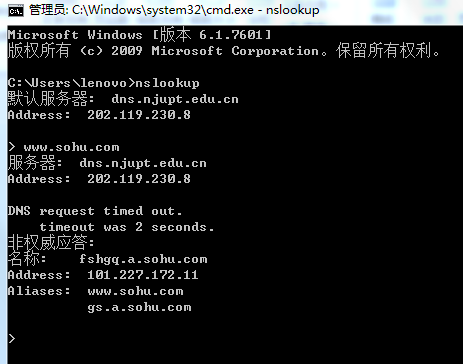 管理员: C:\Windows\system32\cmd.exe - nslookup
Microsoft Windows [版本 6.1.7601]
版权所有 (c) 2009 Microsoft Corporation。保留所有权利。
C:\Users\lenovo>nslookup
默认服务器:  dns.njupt.edu.cn
Address:  202.119.230.8
> www.sohu.com
服务器:  dns.njupt.edu.cn
Address:  202.119.230.8
DNS request timed out.
    timeout was 2 seconds.
非权威应答:
名称:    fshgq.a.sohu.com
Address:  101.227.172.11
Aliases:  www.sohu.com
          gs.a.sohu.com
>